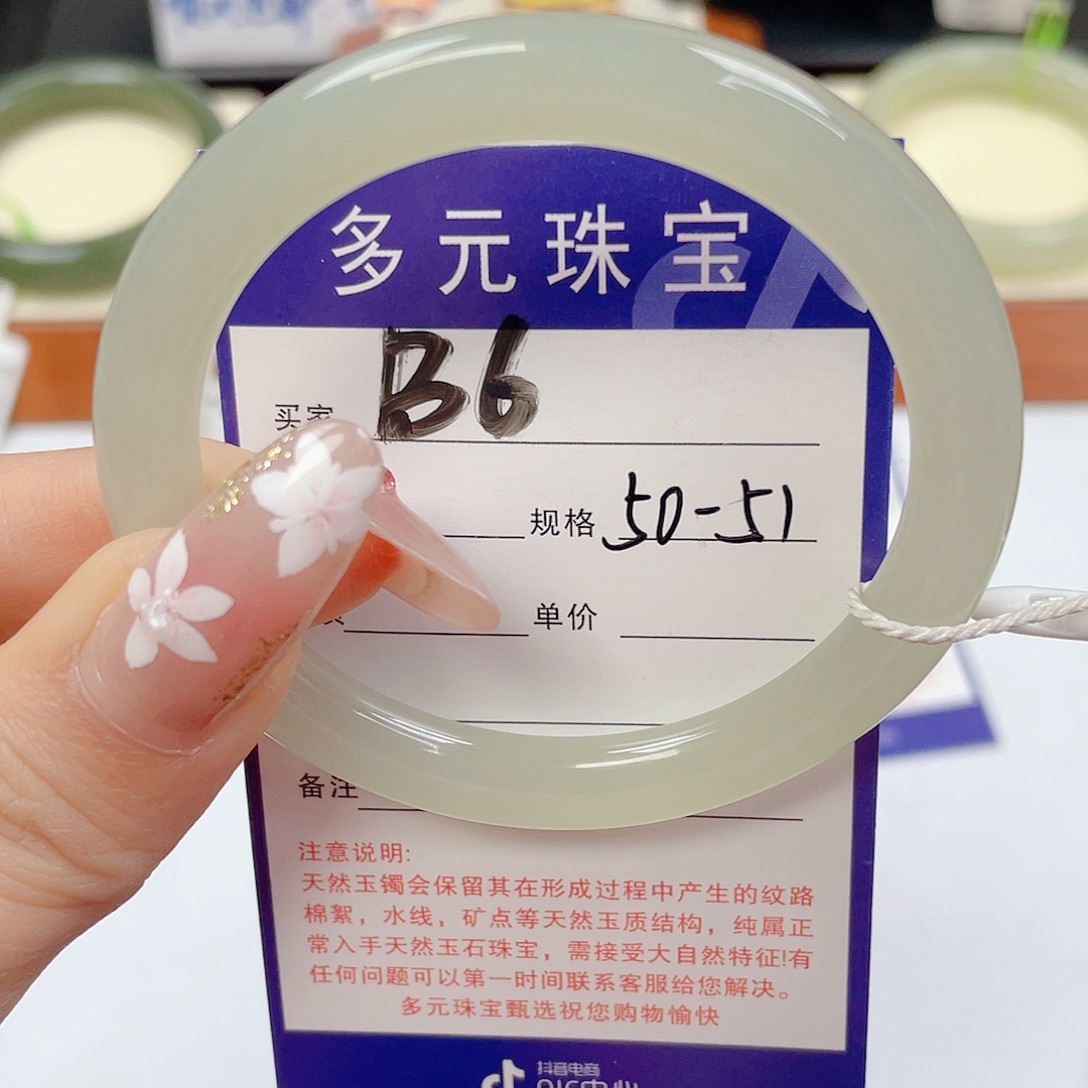 多元珠宝
买家 B6
规格 50-51
单价
备注
注意说明:
天然玉镯会保留其在形成过程中产生的纹路
棉絮，水线，矿点等天然玉质结构，纯属正
常入手天然玉石珠宝，需接受大自然特征!有
任何问题可以第一时间联系客服给您解决。
多元珠宝甄选祝您购物愉快
抖音电商